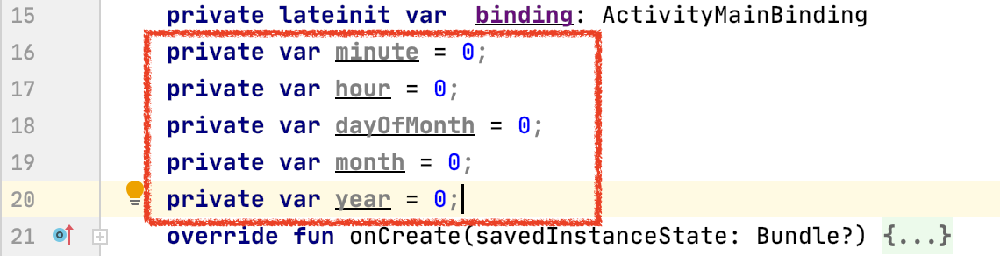 15 private lateinit var  binding: ActivityMainBinding
16 private var minute = 0;
17 private var hour = 0;
18 private var dayOfMonth = 0;
19 private var month = 0;
20 private var year = 0;
21 override fun onCreate(savedInstanceState: Bundle?) {...}